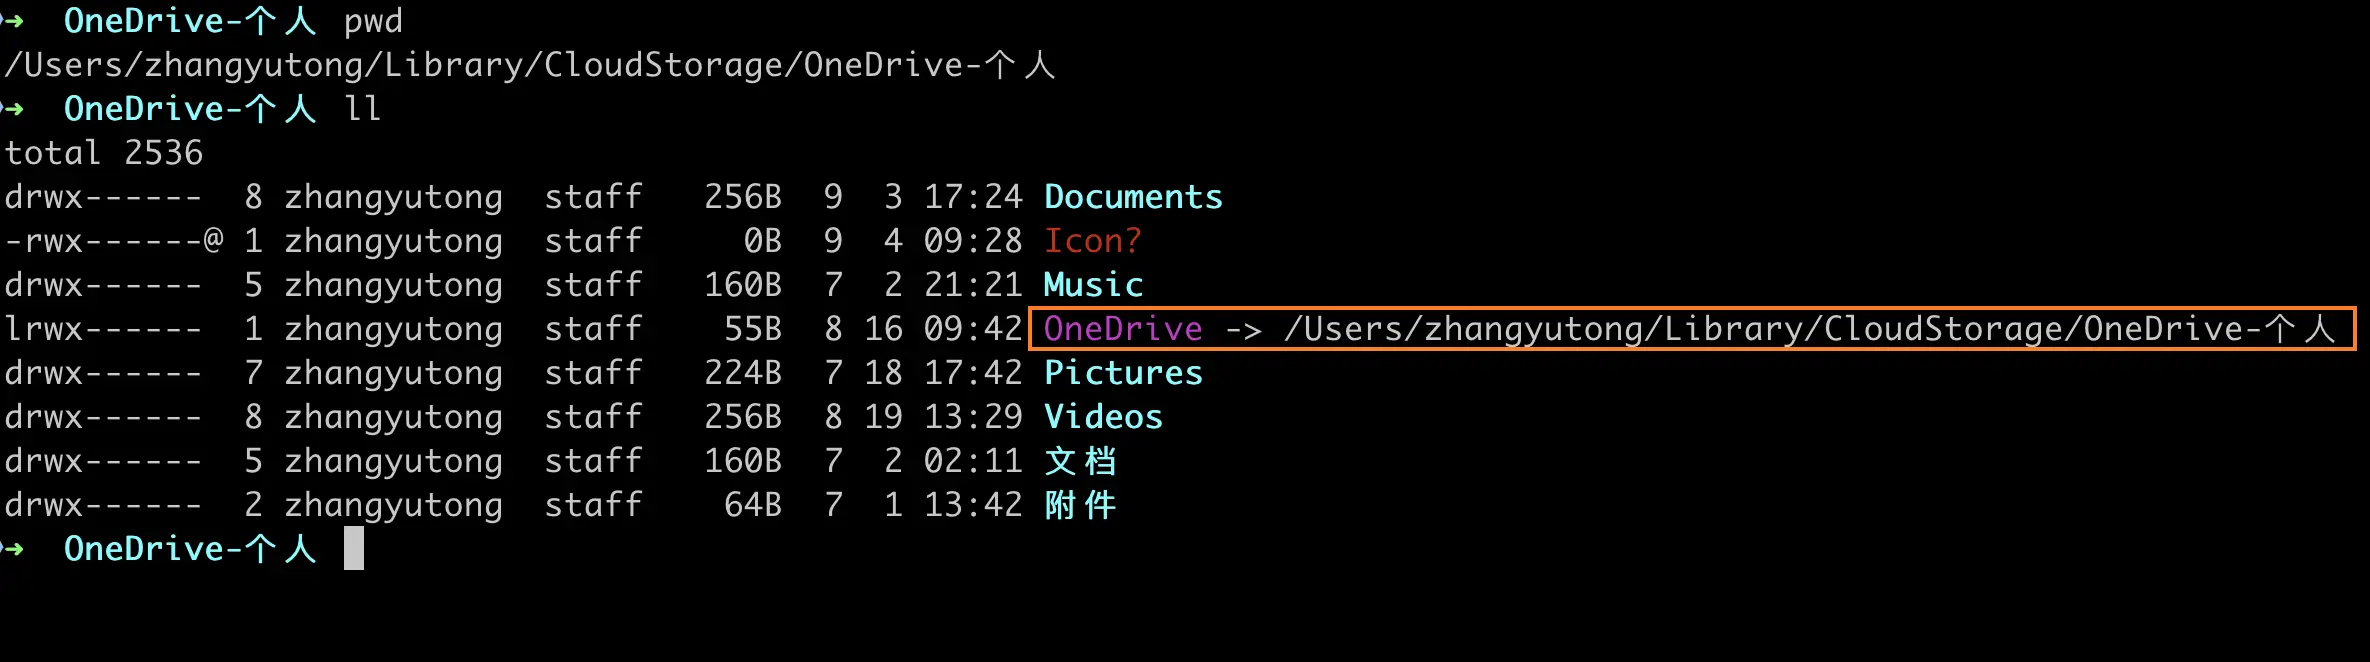 ➜  OneDrive-个人 pwd
/Users/zhangyutong/Library/CloudStorage/OneDrive-个人
➜  OneDrive-个人 ll
total 2536
drwx------  8 zhangyutong  staff   256B  9  3 17:24 Documents
-rwx------@ 1 zhangyutong  staff     0B  9  4 09:28 Icon?
drwx------  5 zhangyutong  staff   160B  7  2 21:21 Music
lrwx------  1 zhangyutong  staff    55B  8 16 09:42 OneDrive -> /Users/zhangyutong/Library/CloudStorage/OneDrive-个人
drwx------  7 zhangyutong  staff   224B  7 18 17:42 Pictures
drwx------  8 zhangyutong  staff   256B  8 19 13:29 Videos
drwx------  5 zhangyutong  staff   160B  7  2 02:11 文档
drwx------  2 zhangyutong  staff    64B  7  1 13:42 附件
➜  OneDrive-个人